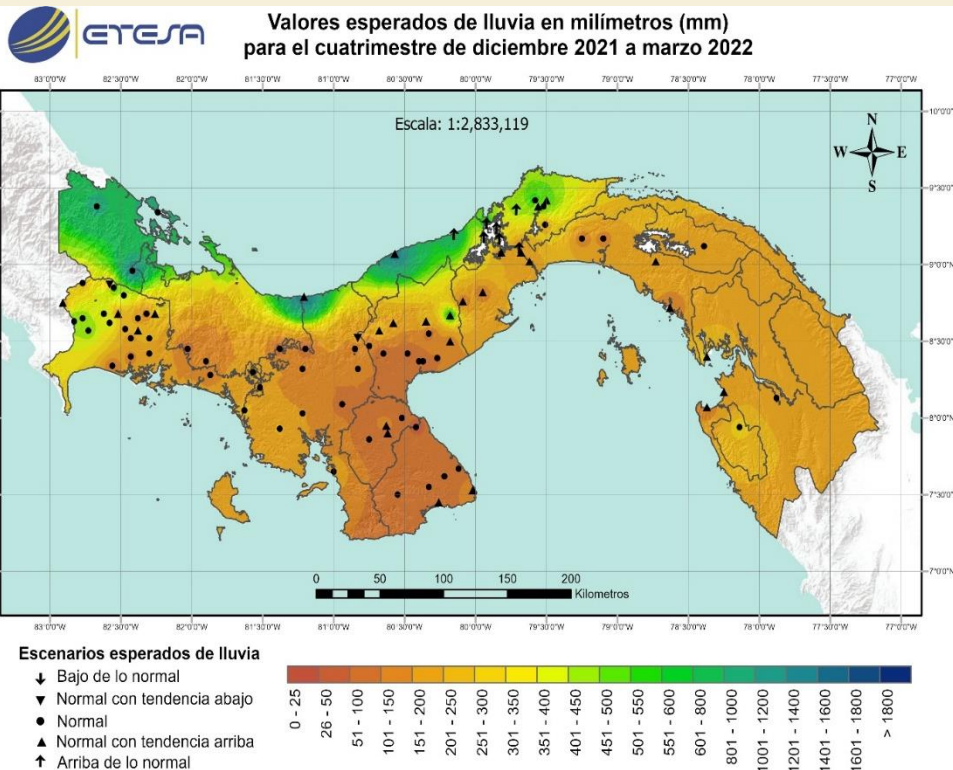 ETESA
Valores esperados de lluvia en milímetros (mm)
para el cuatrimestre de diciembre 2021 a marzo 2022
83°0'0"W 82°30'0"W 82°0'0"W 81°30'0"W 81°0'0"W 80°30'0"W 80°0'0"W 79°30'0"W 79°0'0"W 78°30'0"W 78°0'0"W 77°30'0"W 77°0'0"W
Escala: 1:2,833,119
N
W E
S
10°0'0"N
9°30'0"N
9°0'0"N
8°30'0"N
8°0'0"N
7°30'0"N
7°0'0"N
0 50 100 150 200
Kilometros
83°0'0"W 82°30'0"W 82°0'0"W 81°30'0"W 81°0'0"W 80°30'0"W 80°0'0"W 79°30'0"W 79°0'0"W 78°30'0"W 78°0'0"W 77°30'0"W 77°0'0"W
Escenarios esperados de lluvia
Bajo de lo normal
Normal con tendencia abajo
Normal
Normal con tendencia arriba
Arriba de lo normal
0 - 25
26 - 50
51 - 100
101 - 150
151 - 200
201 - 250
251 - 300
301 - 350
351 - 400
401 - 450
451 - 500
501 - 550
551 - 600
601 - 800
801 - 1000
1001 - 1200
1201 - 1400
1401 - 1600
1601 - 1800
> 1800